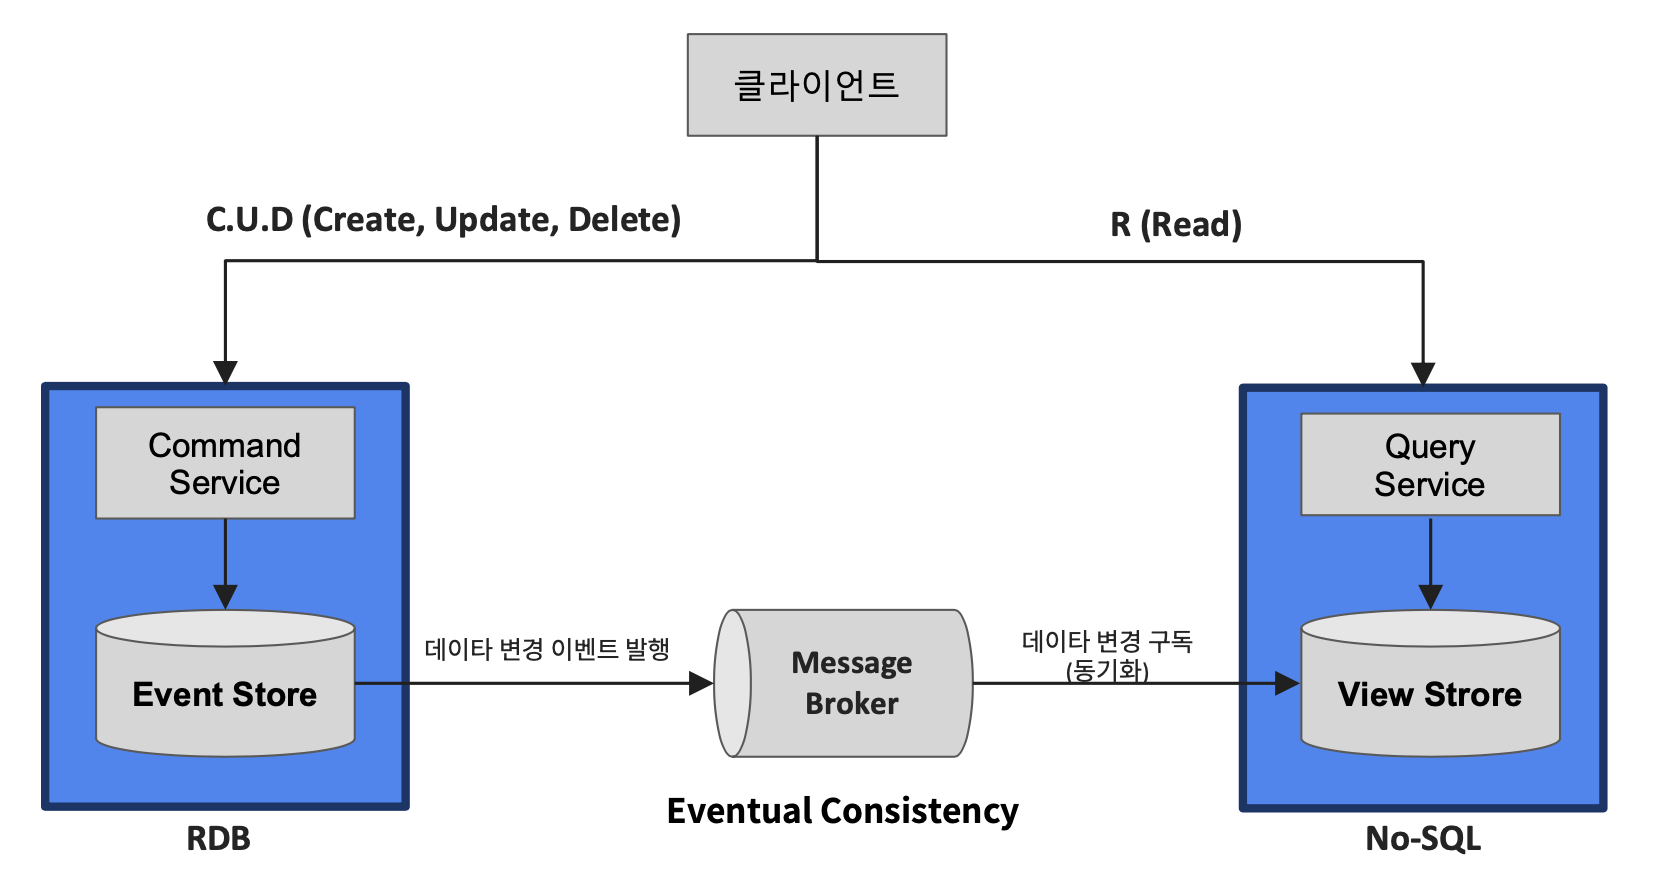 클라이언트
C.U.D (Create, Update, Delete)
R (Read)
Command
Service
Query
Service
데이타 변경 이벤트 발행
데이타 변경 구독
(동기화)
Event Store
Message
Broker
View Strore
Eventual Consistency
RDB
No-SQL